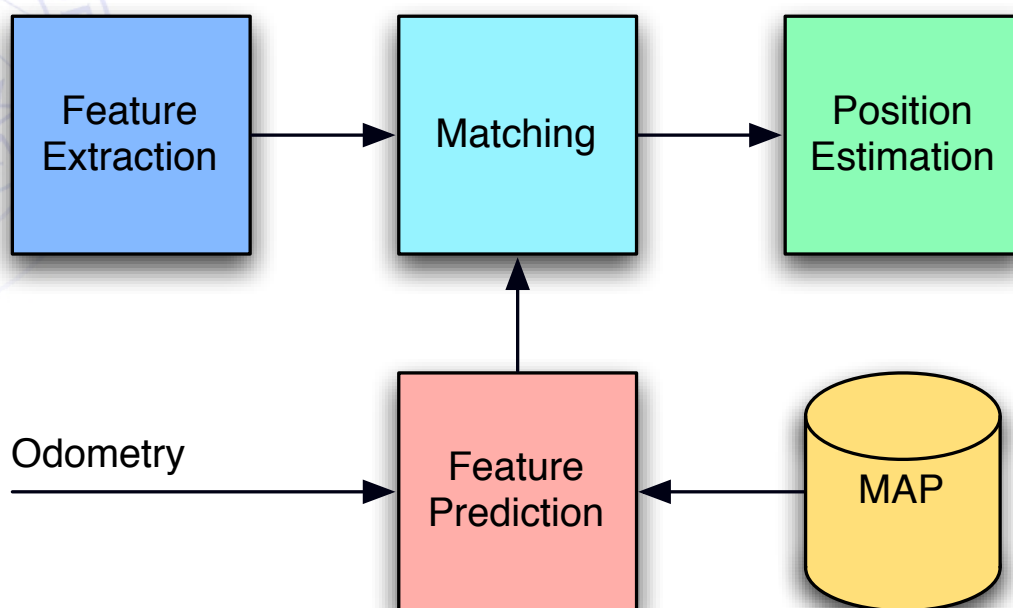 Feature
Extraction
Matching
Position
Estimation
Odometry
Feature
Prediction
MAP